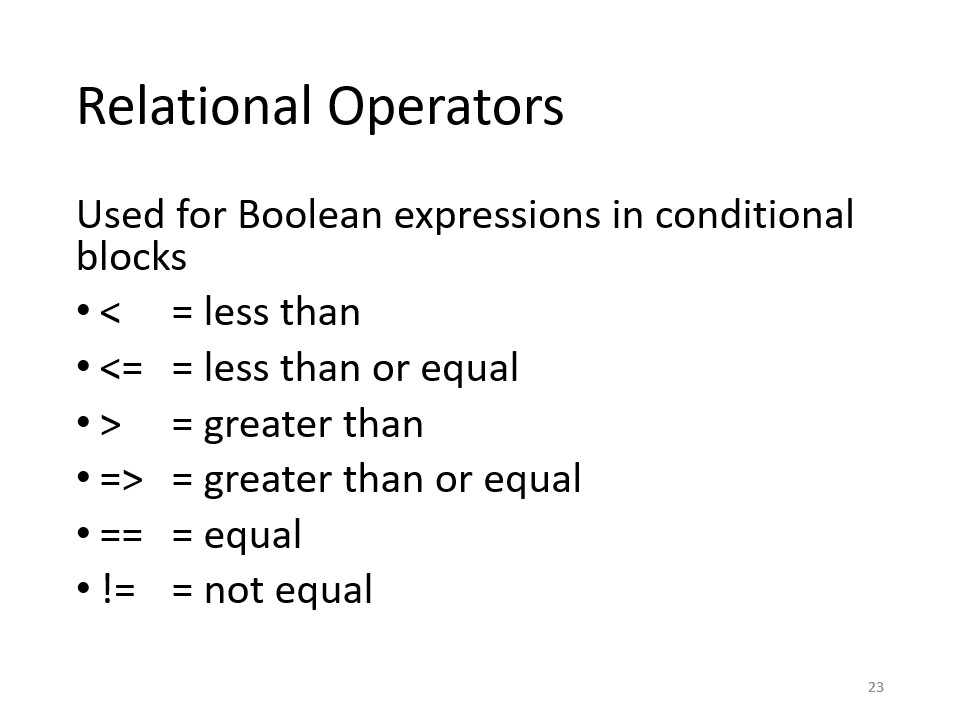 Relational Operators
Used for Boolean expressions in conditional
blocks
• < = less than
• <= = less than or equal
• > = greater than
• => = greater than or equal
• == = equal
• != = not equal
23